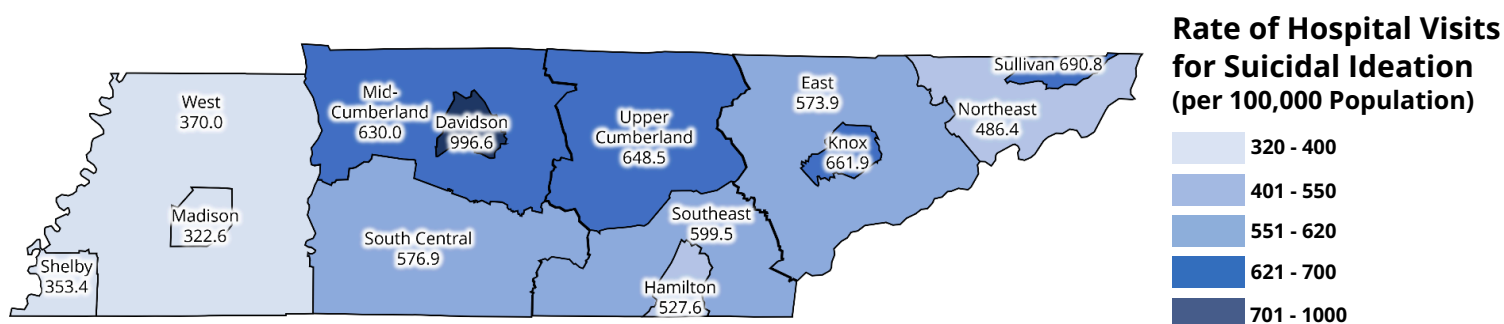 Rate of Hospital Visits
for Suicidal Ideation
(per 100,000 Population)
320 - 400
401 - 550
551 - 620
621 - 700
701 - 1000
West
370.0
Madison
322.6
Shelby
353.4
Mid-
Cumberland
630.0
Davidson
996.6
South Central
576.9
Upper
Cumberland
648.5
Southeast
599.5
Hamilton
527.6
East
573.9
Knox
661.9
Northeast
486.4
Sullivan 690.8